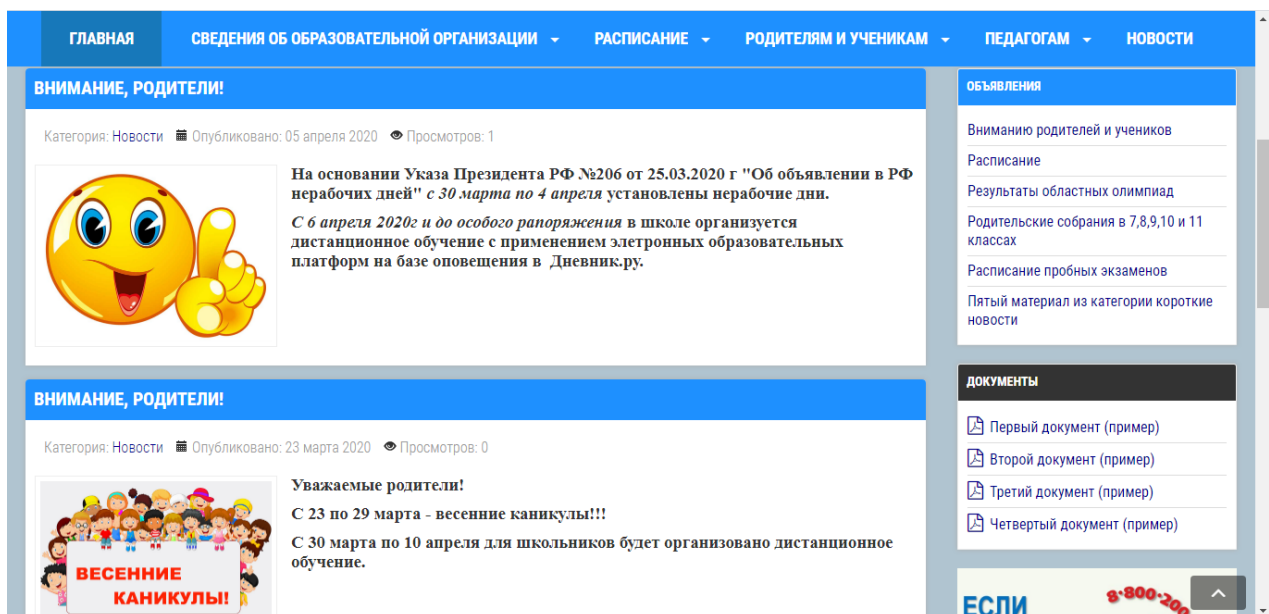 ГЛАВНАЯ СВЕДЕНИЯ ОБ ОБРАЗОВАТЕЛЬНОЙ ОРГАНИЗАЦИИ РАСПИСАНИЕ РОДИТЕЛЯМ И УЧЕНИКАМ ПЕДАГОГАМ НОВОСТИ
ВНИМАНИЕ, РОДИТЕЛИ!
Категория: Новости Опубликовано: 05 апреля 2020 Просмотров: 1
На основании Указа Президента РФ №206 от 25.03.2020 г "Об объявлении в РФ
нерабочих дней" с 30 марта по 4 апреля установлены нерабочие дни.
С 6 апреля 2020г и до особого рапоряжения в школе организуется
дистанционное обучение с применением элетронных образовательных
платформ на базе оповещения в Дневник.ру.
ВНИМАНИЕ, РОДИТЕЛИ!
Категория: Новости Опубликовано: 23 марта 2020 Просмотров: 0
ВЕСЕННИЕ
КАНИКУЛЫ!
Уважаемые родители!
С 23 по 29 марта - весенние каникулы!!!
С 30 марта по 10 апреля для школьников будет организовано дистанционное
обучение.
ОБЪЯВЛЕНИЯ
Вниманию родителей и учеников
Расписание
Результаты областных олимпиад
Родительские собрания в 7,8,9,10 и 11
классах
Расписание пробных экзаменов
Пятый материал из категории короткие
новости
ДОКУМЕНТЫ
Первый документ (пример)
Второй документ (пример)
Третий документ (пример)
Четвертый документ (пример)
ЕСЛИ
8-800-200